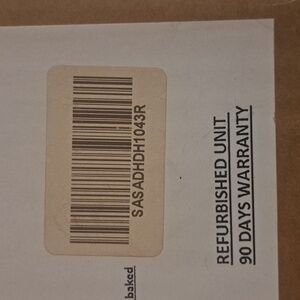 SASADHDH1043R
REFURBISHED UNIT
90 DAYS WARRANTY
baked